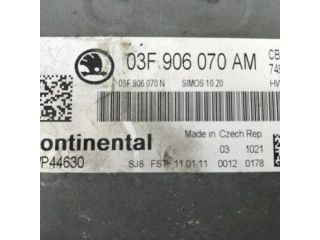 03F 906 070 AM CB
03F 906 070 N SIMOS 10.20 74
HV
Made in Czech Rep
ontinental 03 1021
P44630 SJ8 FST 11.01.11 0012 0178